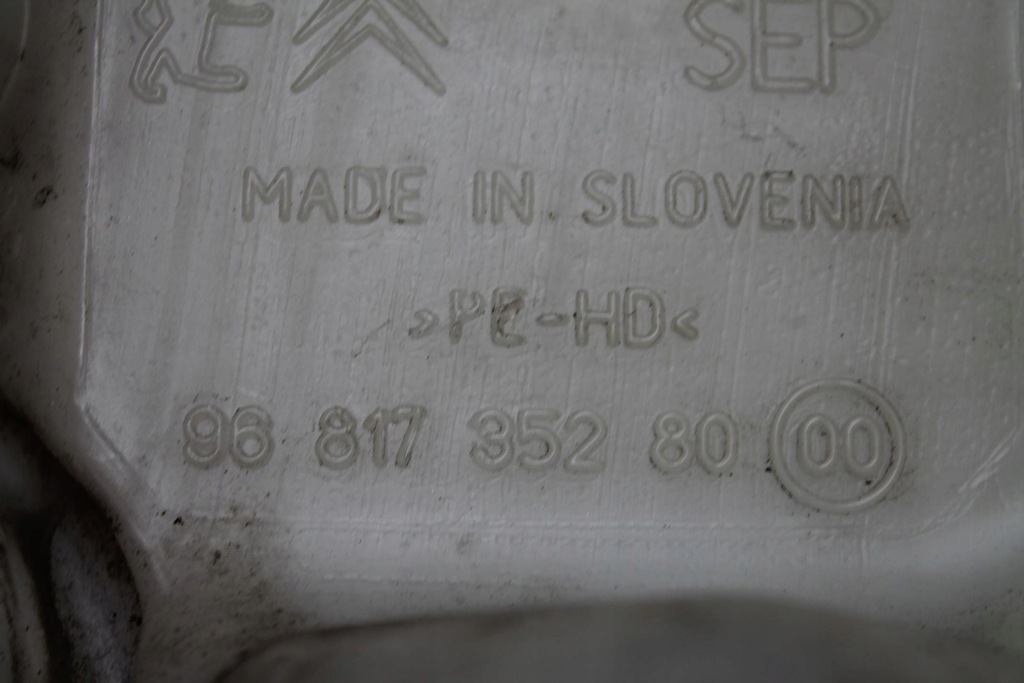 SEP
MADE IN SLOVENIA
>PE-HD<
96 817 352 80 00